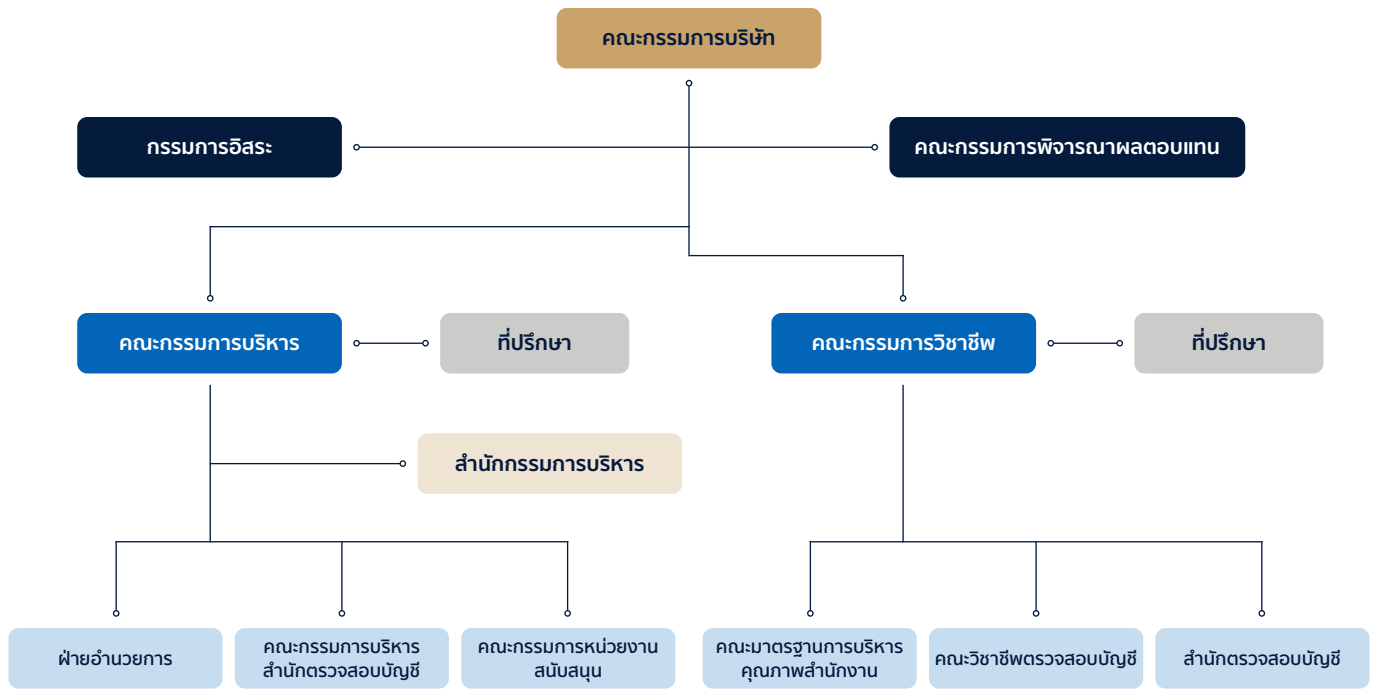 คณะกรรมการบริษัท
กรรมการอิสระ
คณะกรรมการพิจารณาผลตอบแทน
คณะกรรมการบริหาร
ที่ปรึกษา
คณะกรรมการวิชาชีพ
ที่ปรึกษา
สำนักกรรมการบริหาร
ฝ่ายอำนวยการ
คณะกรรมการบริหาร
สำนักตรวจสอบบัญชี
คณะกรรมการหน่วยงาน
สนับสนุน
คณะมาตรฐานการบริหาร
คุณภาพสำนักงาน
คณะวิชาชีพตรวจสอบบัญชี
สำนักตรวจสอบบัญชี